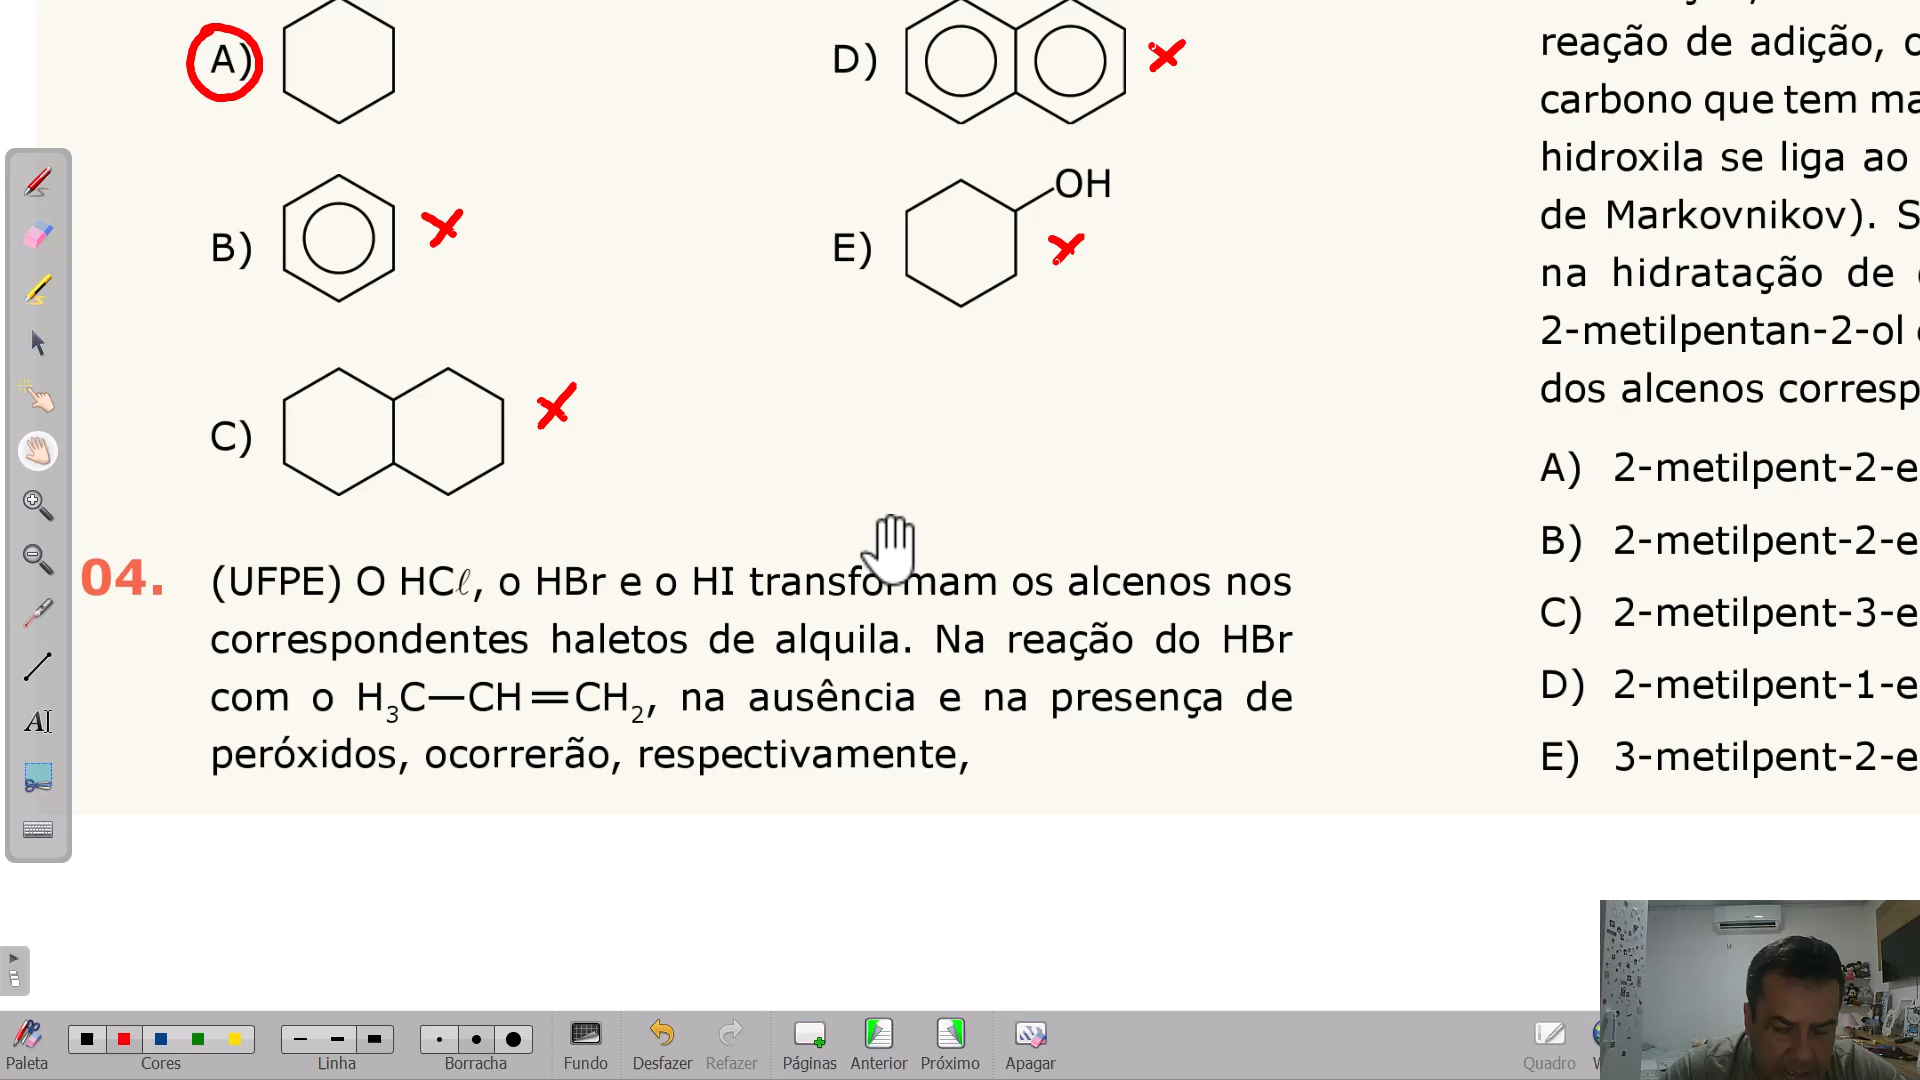 A)
D)
B)
OH
E)
C)
04. (UFPE) O HCℓ, o HBr e o HI transformam os alcenos nos
correspondentes haletos de alquila. Na reação do HBr
com o H₃C—CH=CH₂, na ausência e na presença de
peróxidos, ocorrerão, respectivamente,
reação de adição, o
carbono que tem ma
hidroxila se liga ao
de Markovnikov). S
na hidratação de
2-metilpentan-2-ol
dos alcenos corresp
A) 2-metilpent-2-e
B) 2-metilpent-2-e
C) 2-metilpent-3-e
D) 2-metilpent-1-e
E) 3-metilpent-2-e
AI
Paleta
Cores
Linha
Borracha
Fundo
Desfazer
Refazer
Páginas
Anterior
Próximo
Apagar
Quadro